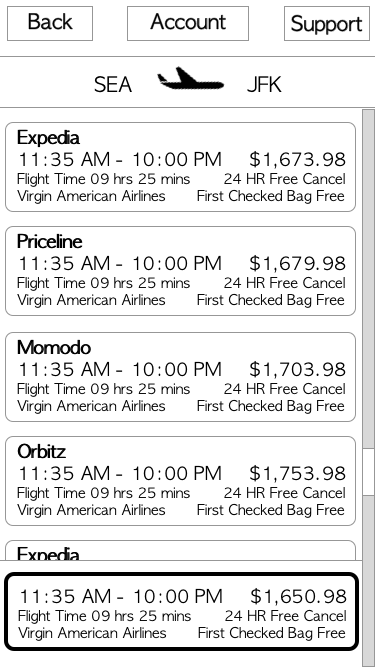 Back Account Support
SEA JFK
Expedia
11:35 AM - 10:00 PM $1,673.98
Flight Time 09 hrs 25 mins 24 HR Free Cancel
Virgin American Airlines First Checked Bag Free
Priceline
11:35 AM - 10:00 PM $1,679.98
Flight Time 09 hrs 25 mins 24 HR Free Cancel
Virgin American Airlines First Checked Bag Free
Momodo
11:35 AM - 10:00 PM $1,703.98
Flight Time 09 hrs 25 mins 24 HR Free Cancel
Virgin American Airlines First Checked Bag Free
Orbitz
11:35 AM - 10:00 PM $1,753.98
Flight Time 09 hrs 25 mins 24 HR Free Cancel
Virgin American Airlines First Checked Bag Free
Expedia
11:35 AM - 10:00 PM $1,650.98
Flight Time 09 hrs 25 mins 24 HR Free Cancel
Virgin American Airlines First Checked Bag Free